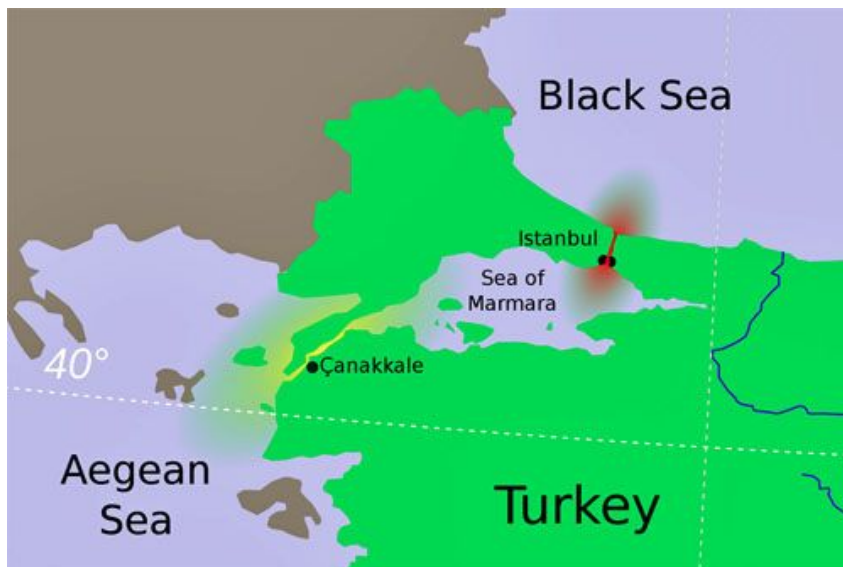 Black Sea
Istanbul
Sea of
Marmara
40°
Çanakkale
Aegean
Sea
Turkey